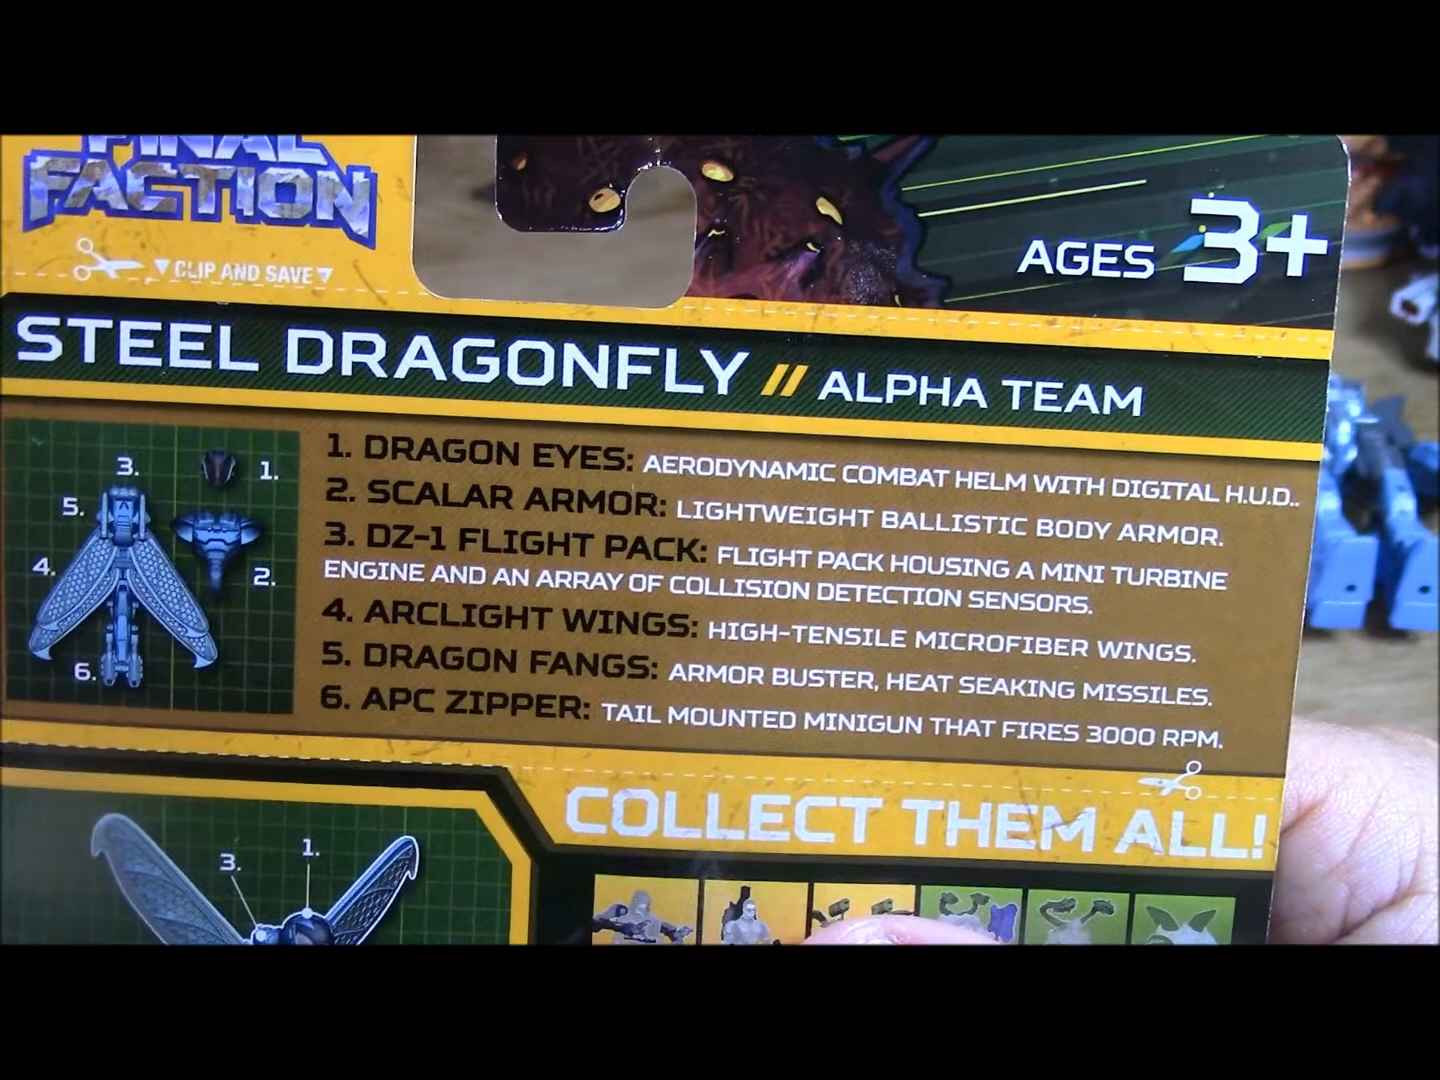 FINAL
FACTION
CLIP AND SAVE
AGES 3+
STEEL DRAGONFLY // ALPHA TEAM
1. DRAGON EYES: AERODYNAMIC COMBAT HELM WITH DIGITAL H.U.D..
2. SCALAR ARMOR: LIGHTWEIGHT BALLISTIC BODY ARMOR.
3. DZ-1 FLIGHT PACK: FLIGHT PACK HOUSING A MINI TURBINE
ENGINE AND AN ARRAY OF COLLISION DETECTION SENSORS.
4. ARCLIGHT WINGS: HIGH-TENSILE MICROFIBER WINGS.
5. DRAGON FANGS: ARMOR BUSTER, HEAT SEAKING MISSILES.
6. APC ZIPPER: TAIL MOUNTED MINIGUN THAT FIRES 3000 RPM.
3.
1.
5.
4.
2.
6.
COLLECT THEM ALL!
3.
1.